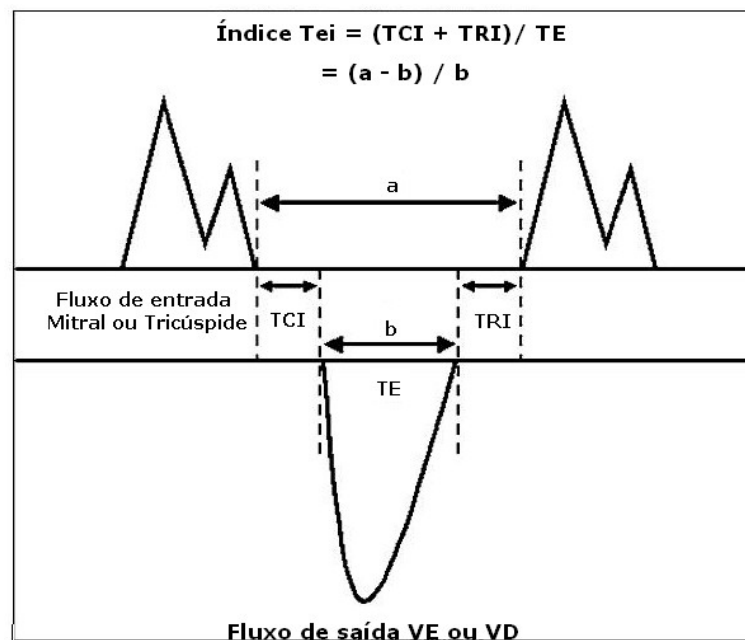 Índice Tei = (TCI + TRI)/ TE
= (a - b) / b
a
Fluxo de entrada
Mitral ou Tricúspide
TCI
TRI
b
TE
Fluxo de saída VE ou VD